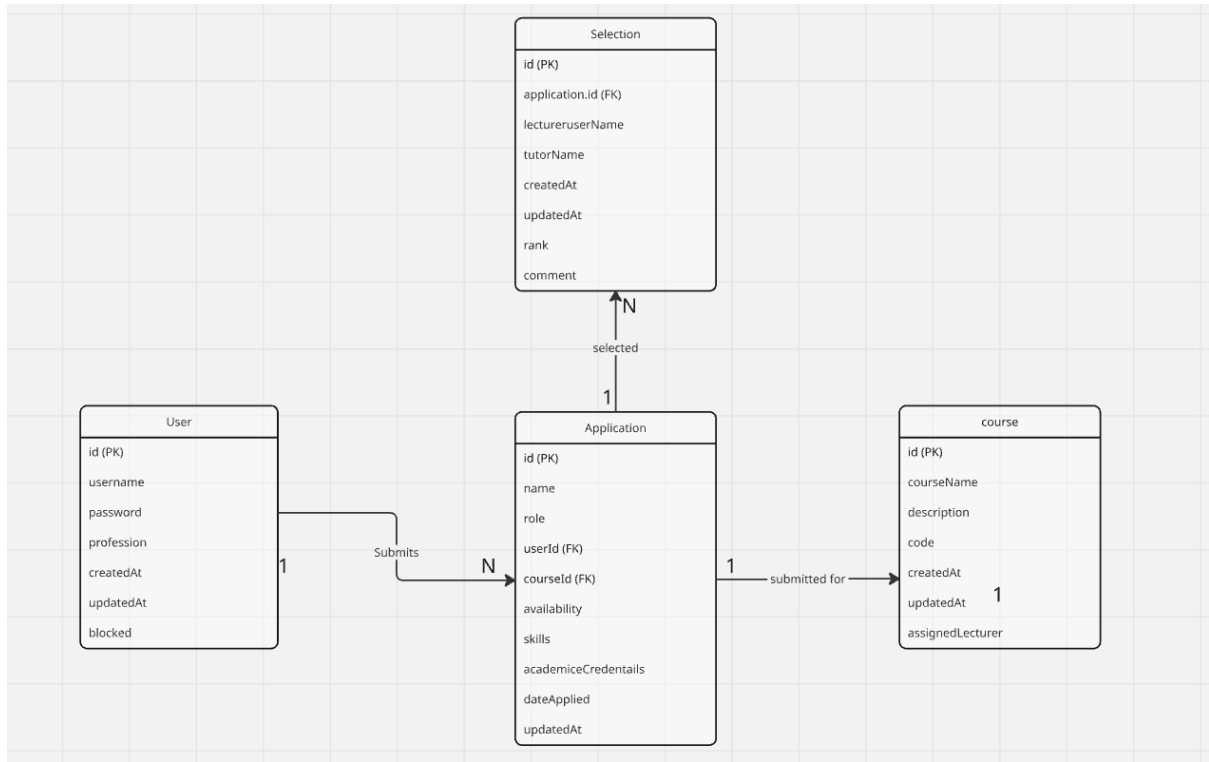 Selection
id (PK)
application.id (FK)
lectureruserName
tutorName
createdAt
updatedAt
rank
comment
N
selected
1
User
id (PK)
username
password
profession
createdAt
updatedAt
blocked
1
Submits
N
Application
id (PK)
name
role
userId (FK)
courseId (FK)
availability
skills
academiceCredentails
dateApplied
updatedAt
1
submitted for
course
id (PK)
courseName
description
code
createdAt
updatedAt
1
assignedLecturer